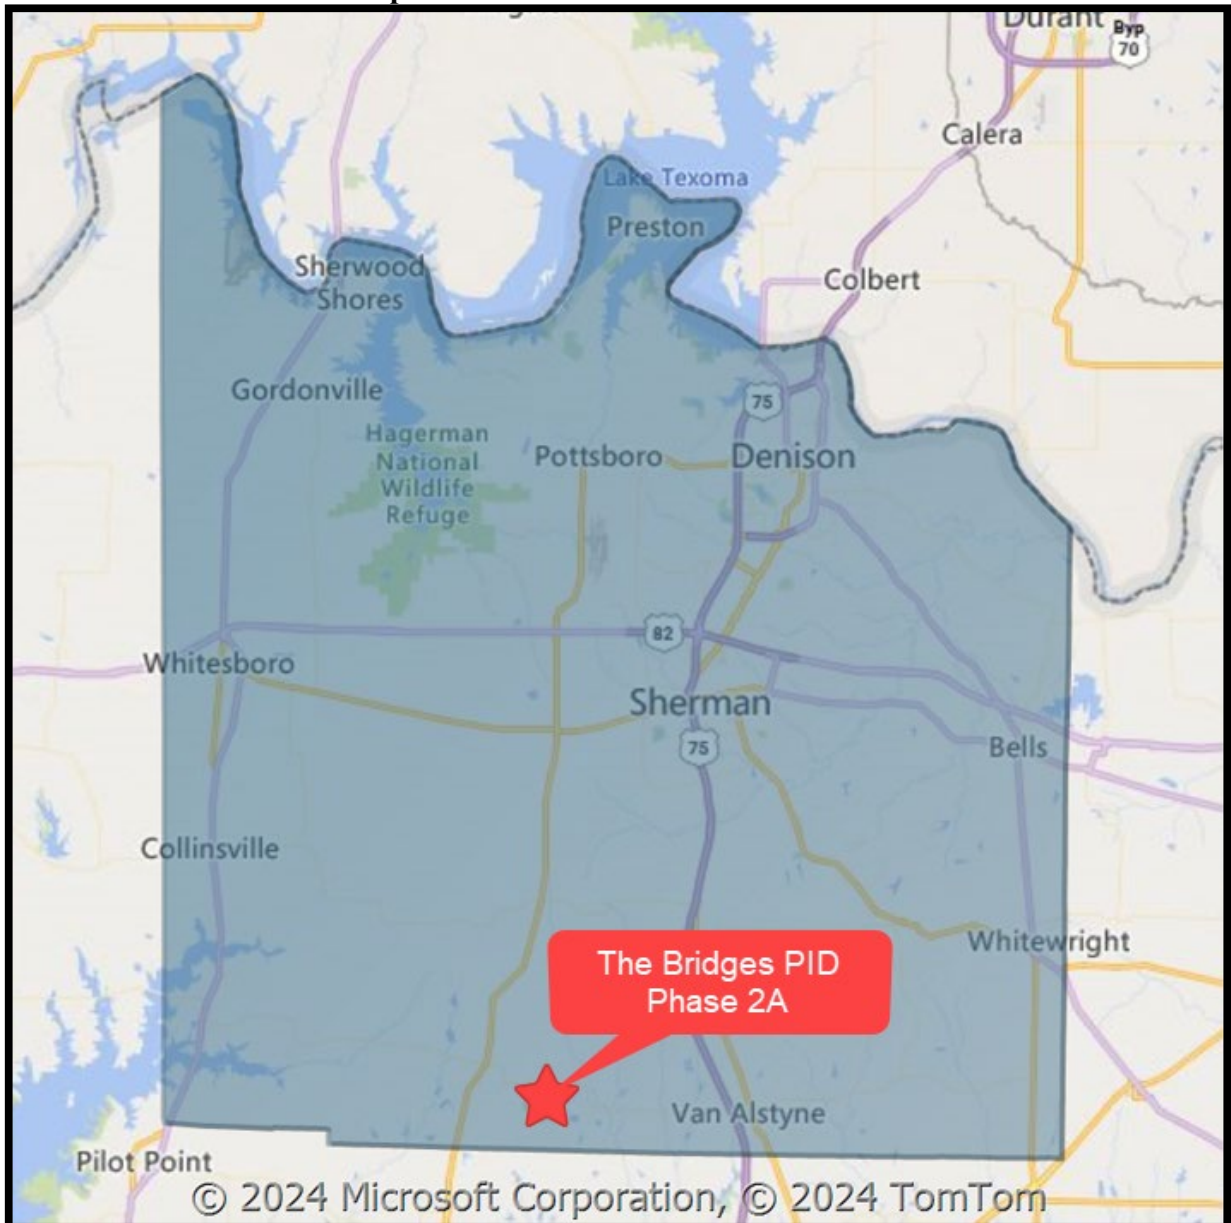 Durant
Byp
70
Calera
Lake Texoma
Preston
Colbert
Sherwood
Shores
Gordonville
75
Hagerman
National
Wildlife
Refuge
Pottsboro
Denison
82
Whitesboro
Sherman
75
Bells
Collinsville
Whitewright
The Bridges PID
Phase 2A
Van Alstyne
Pilot Point
© 2024 Microsoft Corporation, © 2024 TomTom